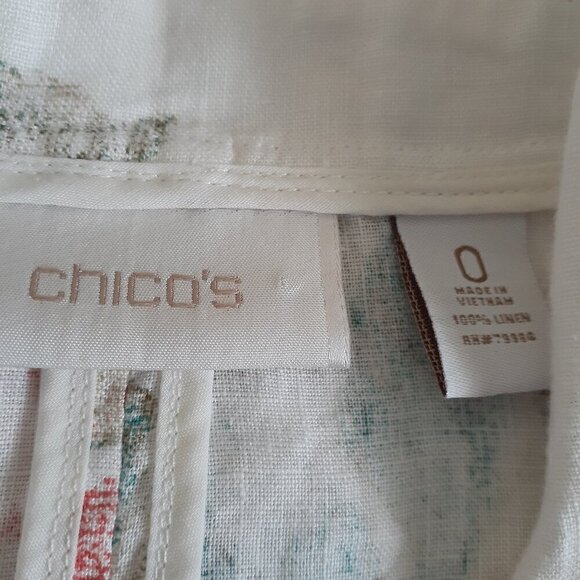 chico's
0
MADE IN
VIETNAM
100% LINEN